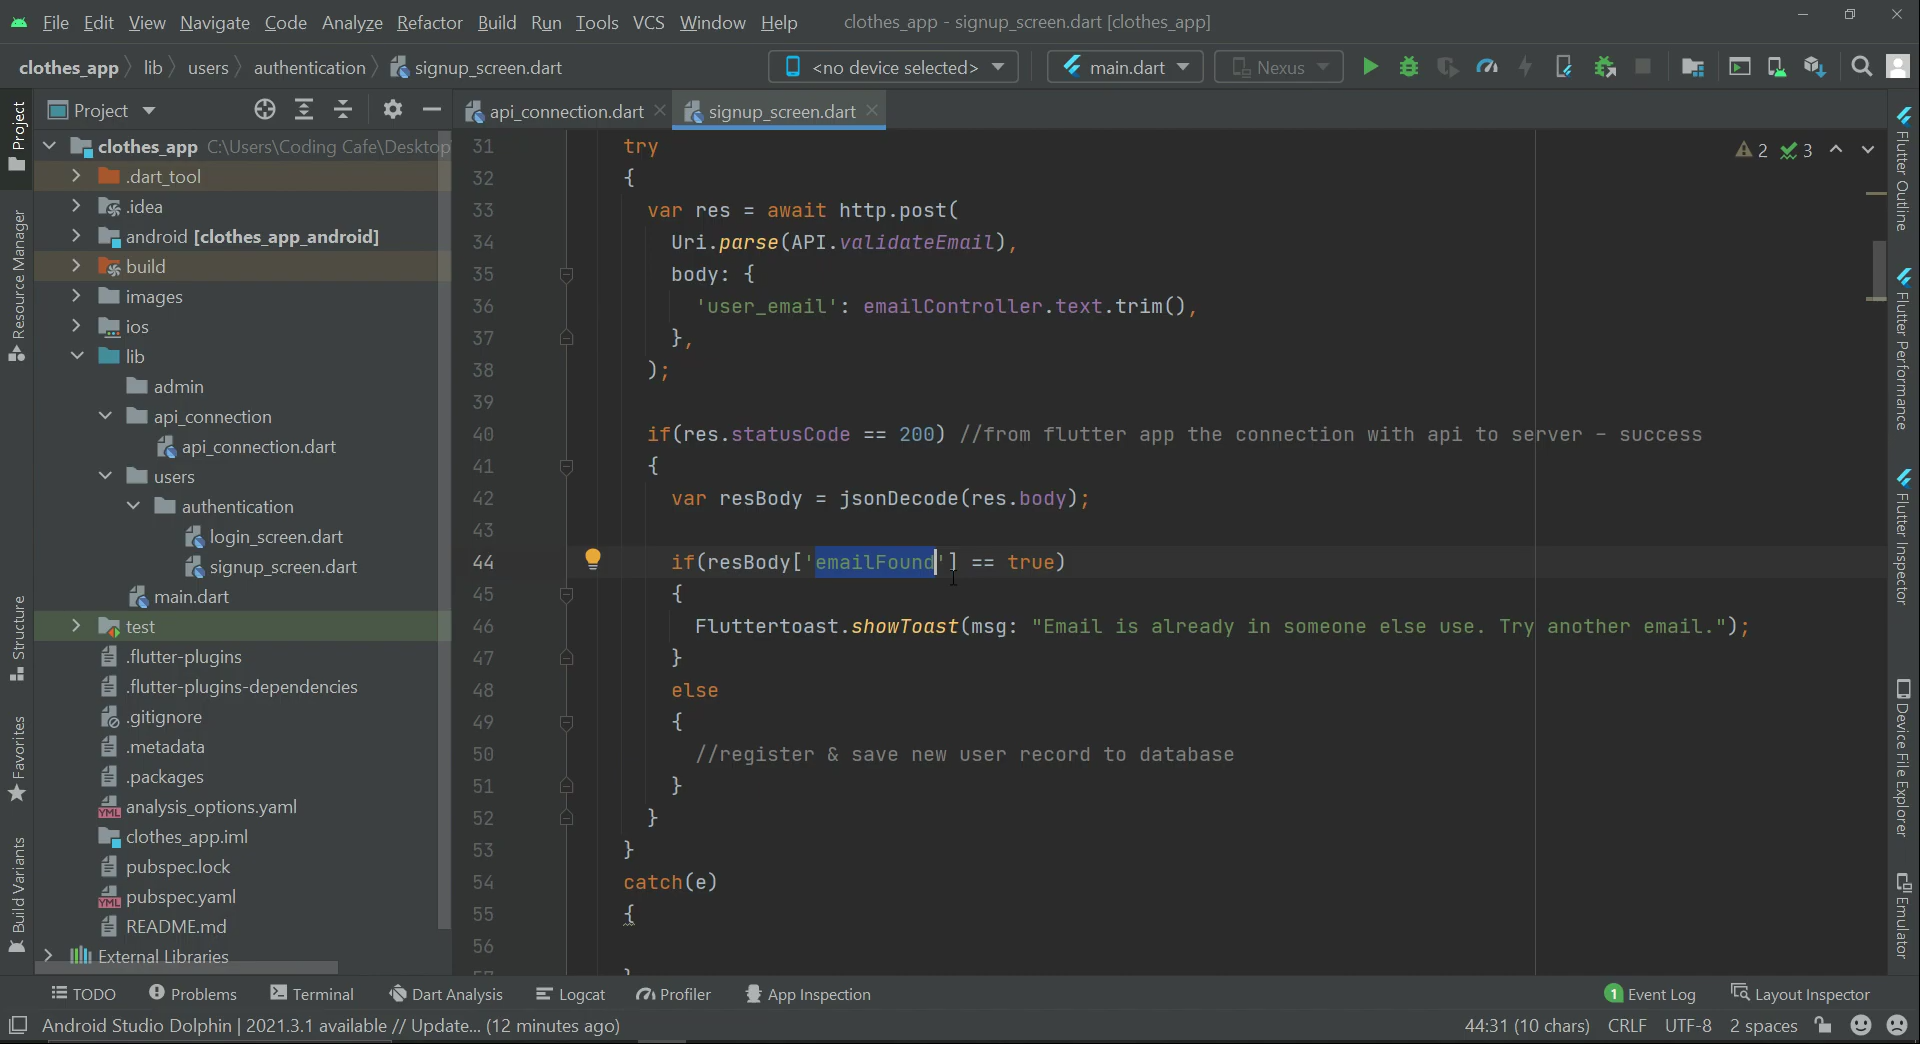 File Edit View Navigate Code Analyze Refactor Build Run Tools VCS Window Help clothes_app - signup_screen.dart [clothes_app]
clothes_app lib users authentication signup_screen.dart <no device selected> main.dart Nexus
Project api_connection.dart signup_screen.dart
clothes_app C:\Users\Coding Cafe\Desktop
.dart_tool
.idea
android [clothes_app_android]
build
images
ios
lib
admin
api_connection
api_connection.dart
users
authentication
login_screen.dart
signup_screen.dart
main.dart
test
.flutter-plugins
.flutter-plugins-dependencies
.gitignore
.metadata
.packages
analysis_options.yaml
clothes_app.iml
pubspec.lock
pubspec.yaml
README.md
External Libraries
2 3
31 try
32 {
33 var res = await http.post(
34 Uri.parse(API.validateEmail),
35 body: {
36 'user_email': emailController.text.trim(),
37 },
38 );
39
40 if(res.statusCode == 200) //from flutter app the connection with api to server - success
41 {
42 var resBody = jsonDecode(res.body);
43
44 if(resBody['emailFound'] == true)
45 {
46 Fluttertoast.showToast(msg: "Email is already in someone else use. Try another email.");
47 }
48 else
49 {
50 //register & save new user record to database
51 }
52 }
53 }
54 catch(e)
55 {
56
Project
Resource Manager
Structure
Favorites
Build Variants
Flutter Outline
Flutter Performance
Flutter Inspector
Device File Explorer
Emulator
TODO Problems Terminal Dart Analysis Logcat Profiler App Inspection 1 Event Log Layout Inspector
Android Studio Dolphin | 2021.3.1 available // Update... (12 minutes ago) 44:31 (10 chars) CRLF UTF-8 2 spaces